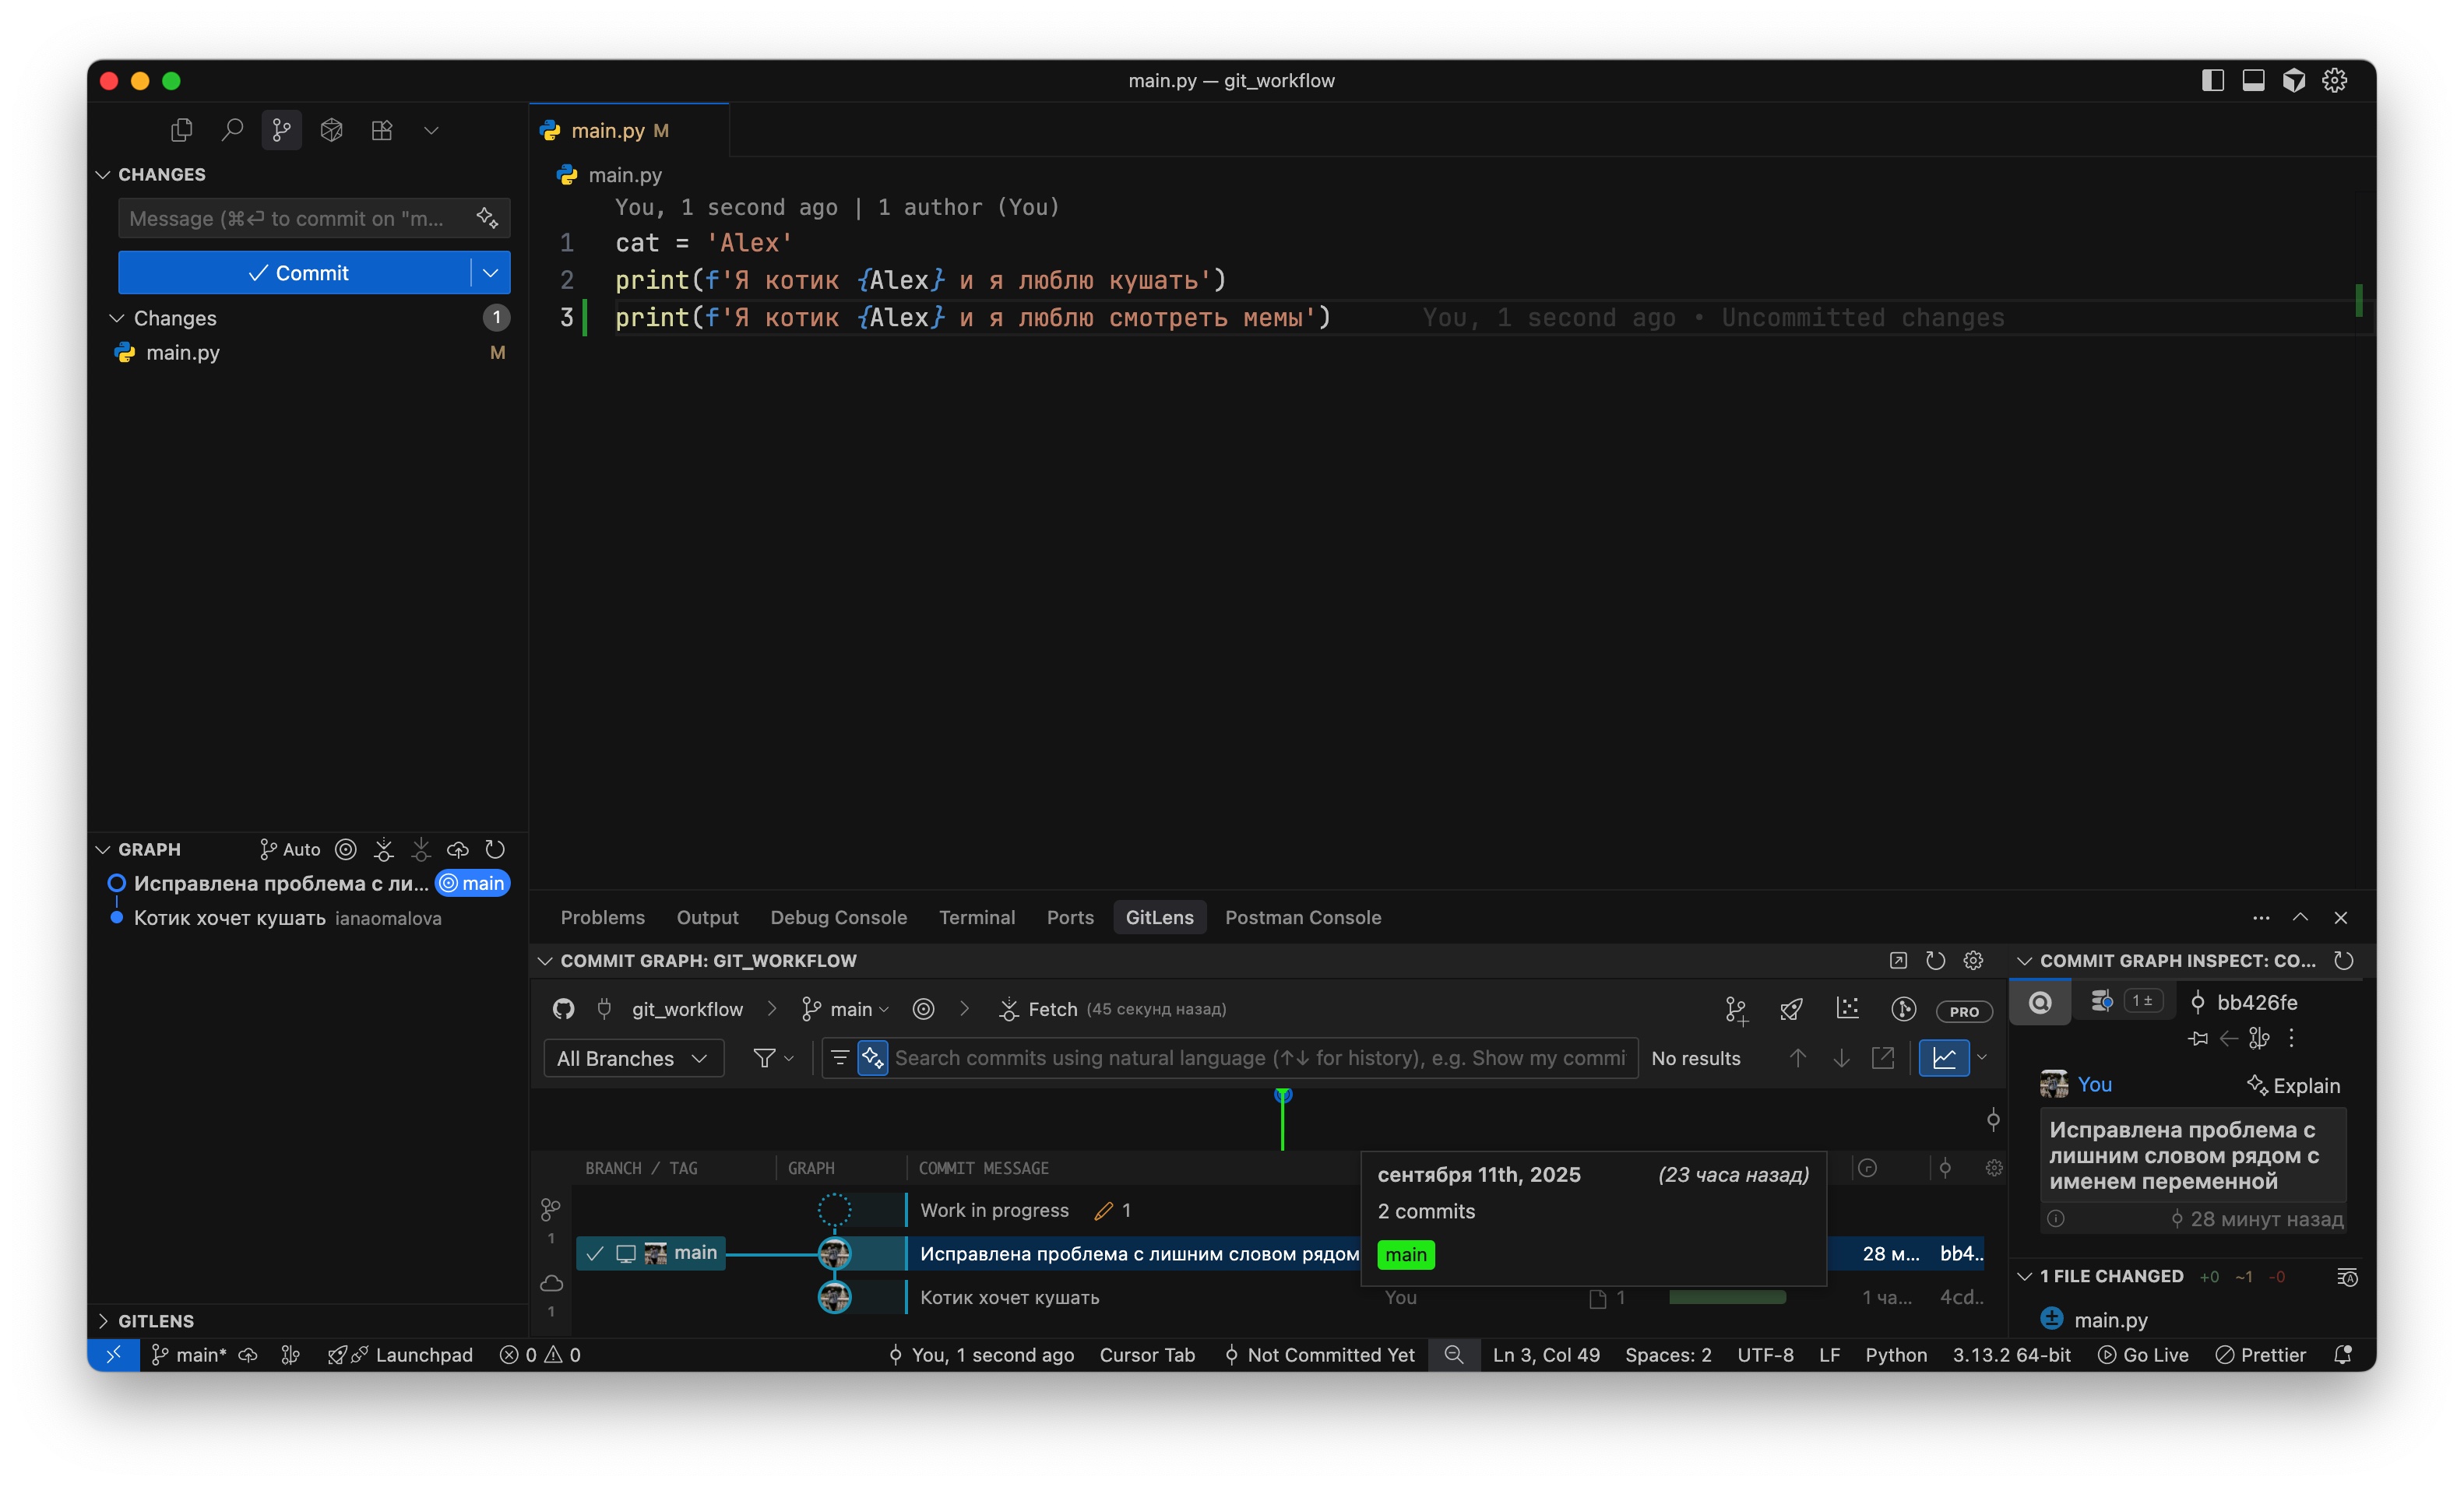 main.py — git_workflow
CHANGES
Message (⌘⏎ to commit on "m...
Commit
Changes 1
main.py M
main.py M
main.py
You, 1 second ago | 1 author (You)
1 cat = 'Alex'
2 print(f'Я котик {Alex} и я люблю кушать')
3 print(f'Я котик {Alex} и я люблю смотреть мемы') You, 1 second ago • Uncommitted changes
GRAPH Auto
Исправлена проблема с ли... main
Котик хочет кушать ianaomalova
GITLENS
Problems Output Debug Console Terminal Ports GitLens Postman Console
COMMIT GRAPH: GIT_WORKFLOW
git_workflow main Fetch (45 секунд назад) PRO
All Branches Search commits using natural language (↑↓ for history), e.g. Show my commi No results
BRANCH / TAG GRAPH COMMIT MESSAGE
1 Work in progress 1
main Исправлена проблема с лишним словом рядом 28 м... bb4..
1 Котик хочет кушать You 1 1 ча... 4cd..
сентября 11th, 2025 (23 часа назад)
2 commits
main
COMMIT GRAPH INSPECT: CO...
1 ± bb426fe
You Explain
Исправлена проблема с
лишним словом рядом с
именем переменной
28 минут назад
1 FILE CHANGED +0 ~1 -0
main.py
main* Launchpad 0 0 You, 1 second ago Cursor Tab Not Committed Yet Ln 3, Col 49 Spaces: 2 UTF-8 LF Python 3.13.2 64-bit Go Live Prettier